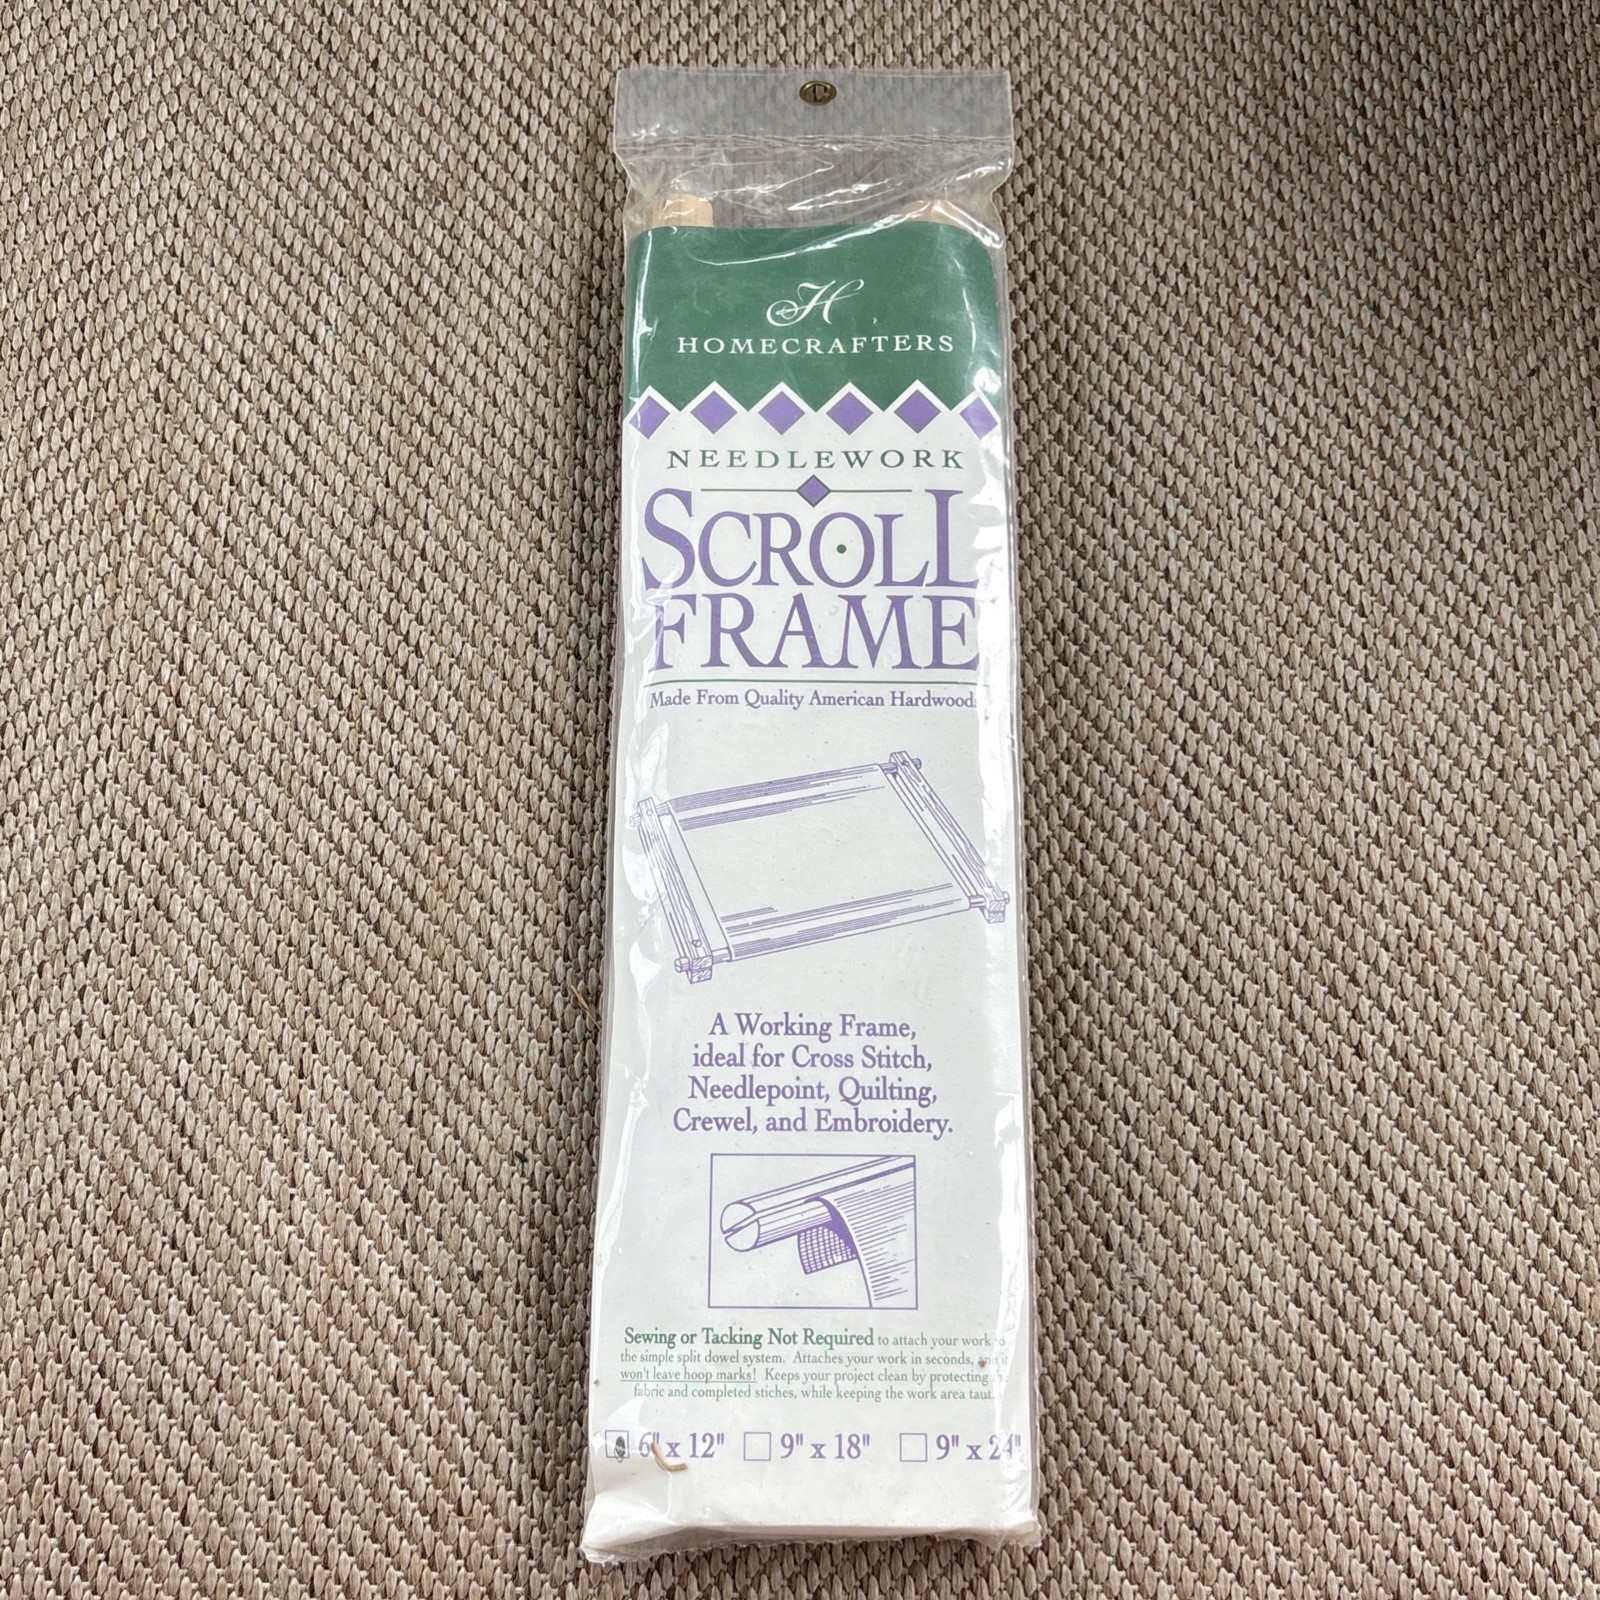 H
HOMECRAFTERS
NEEDLEWORK
SCROLL
FRAME
Made From Quality American Hardwood
A Working Frame,
ideal for Cross Stitch,
Needlepoint, Quilting,
Crewel, and Embroidery.
Sewing or Tacking Not Required to attach your work
the simple split dowel system. Attaches your work in seconds, and it
won't leave hoop marks! Keeps your project clean by protecting the
fabric and completed stiches, while keeping the work area taut.
6" x 12" 9" x 18" 9" x 24"